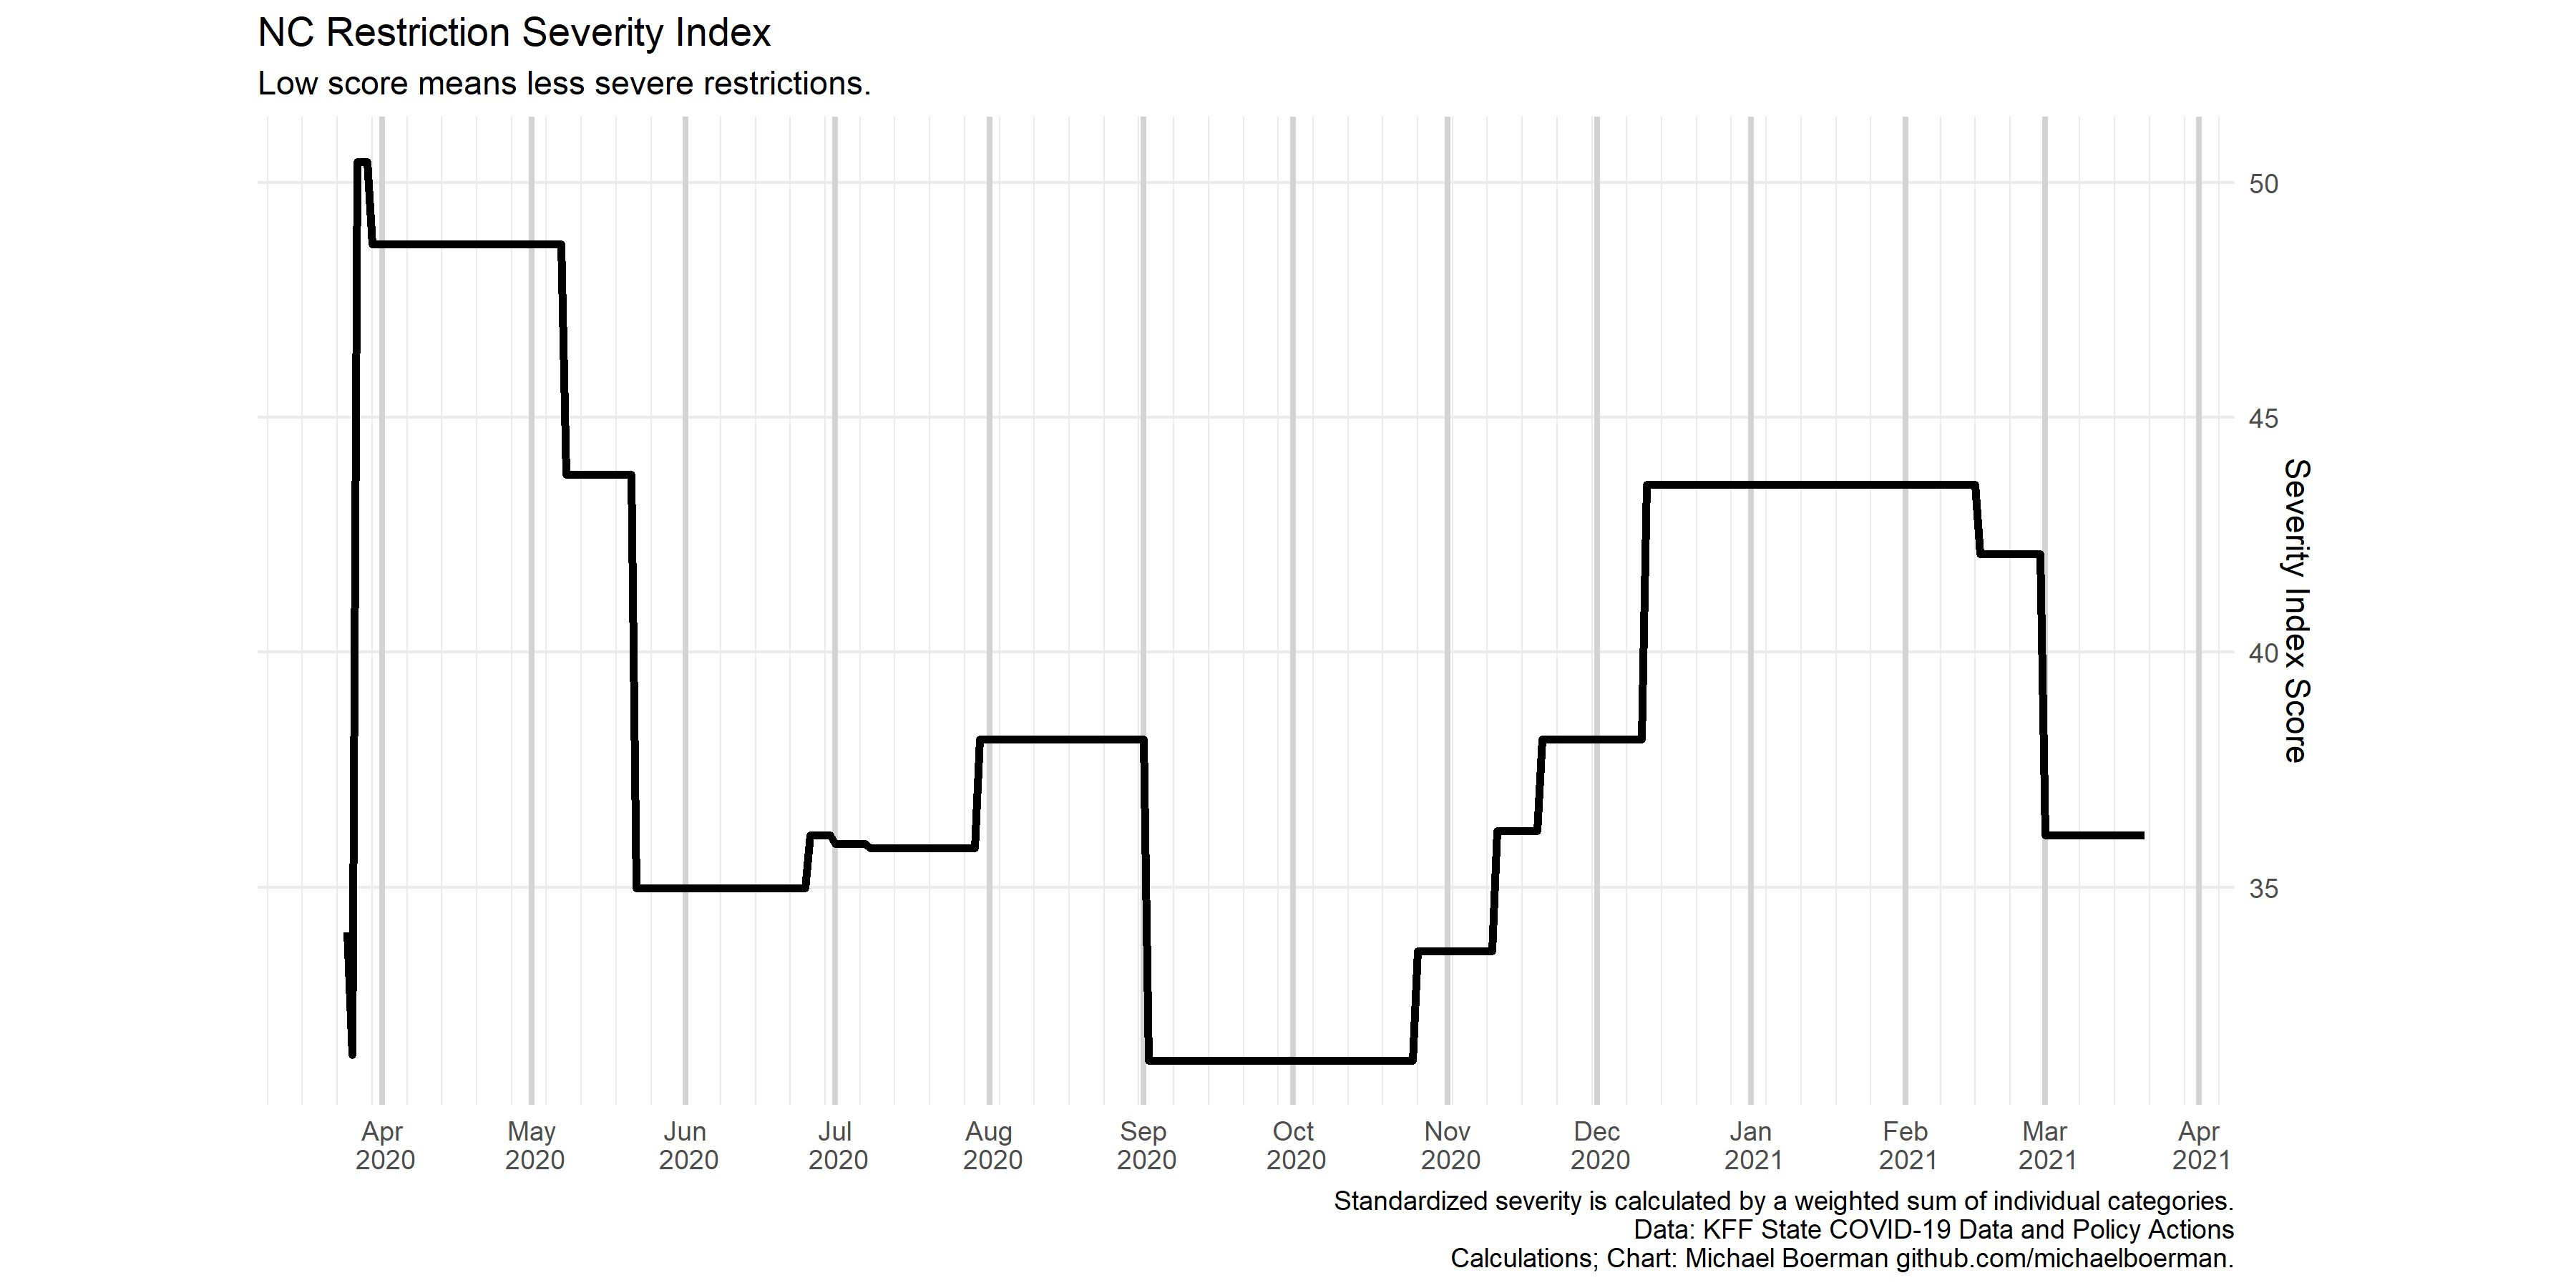 NC Restriction Severity Index
Low score means less severe restrictions.
50
45
40
35
Severity Index Score
Apr May Jun Jul Aug Sep Oct Nov Dec Jan Feb Mar Apr
2020 2020 2020 2020 2020 2020 2020 2020 2020 2021 2021 2021 2021
Standardized severity is calculated by a weighted sum of individual categories.
Data: KFF State COVID-19 Data and Policy Actions
Calculations; Chart: Michael Boerman github.com/michaelboerman.